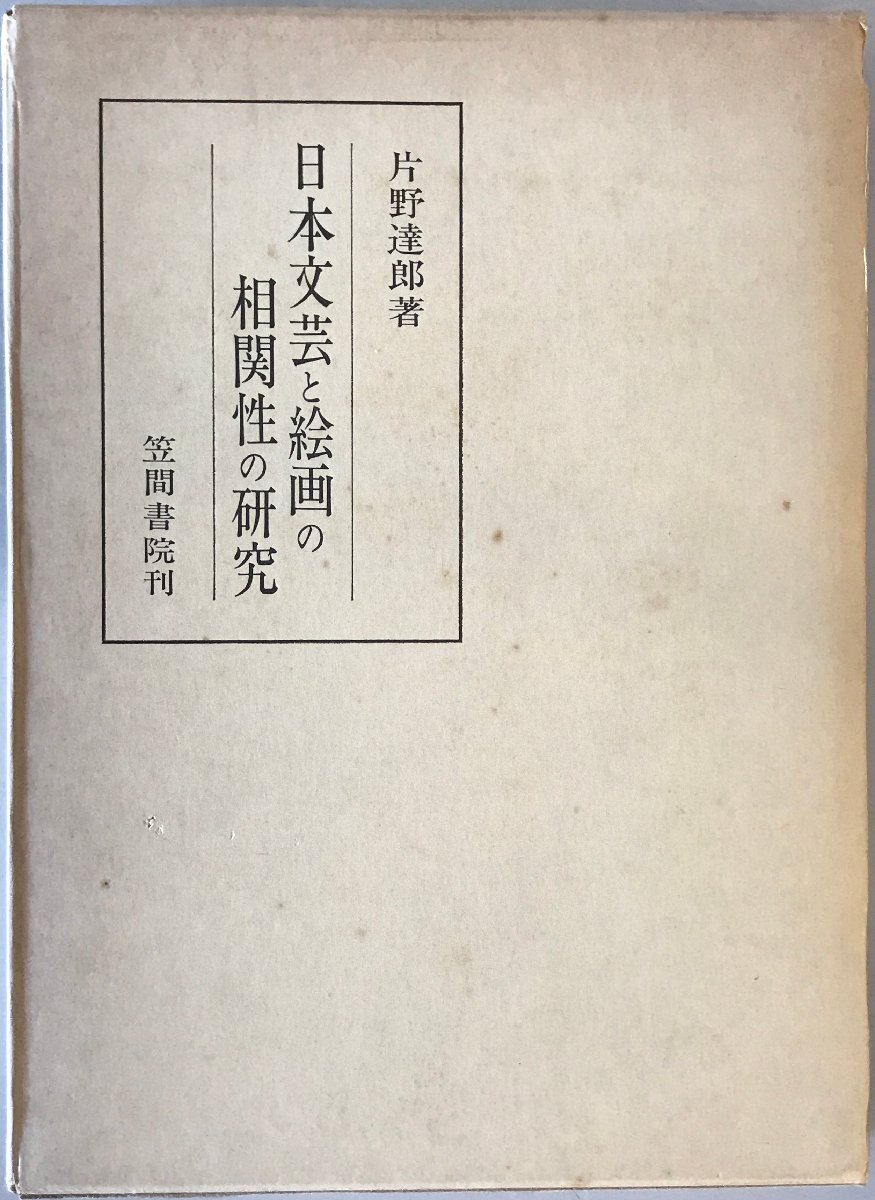 片野達郎著
日本文芸と絵画の
相関性の研究
笠間書院刊